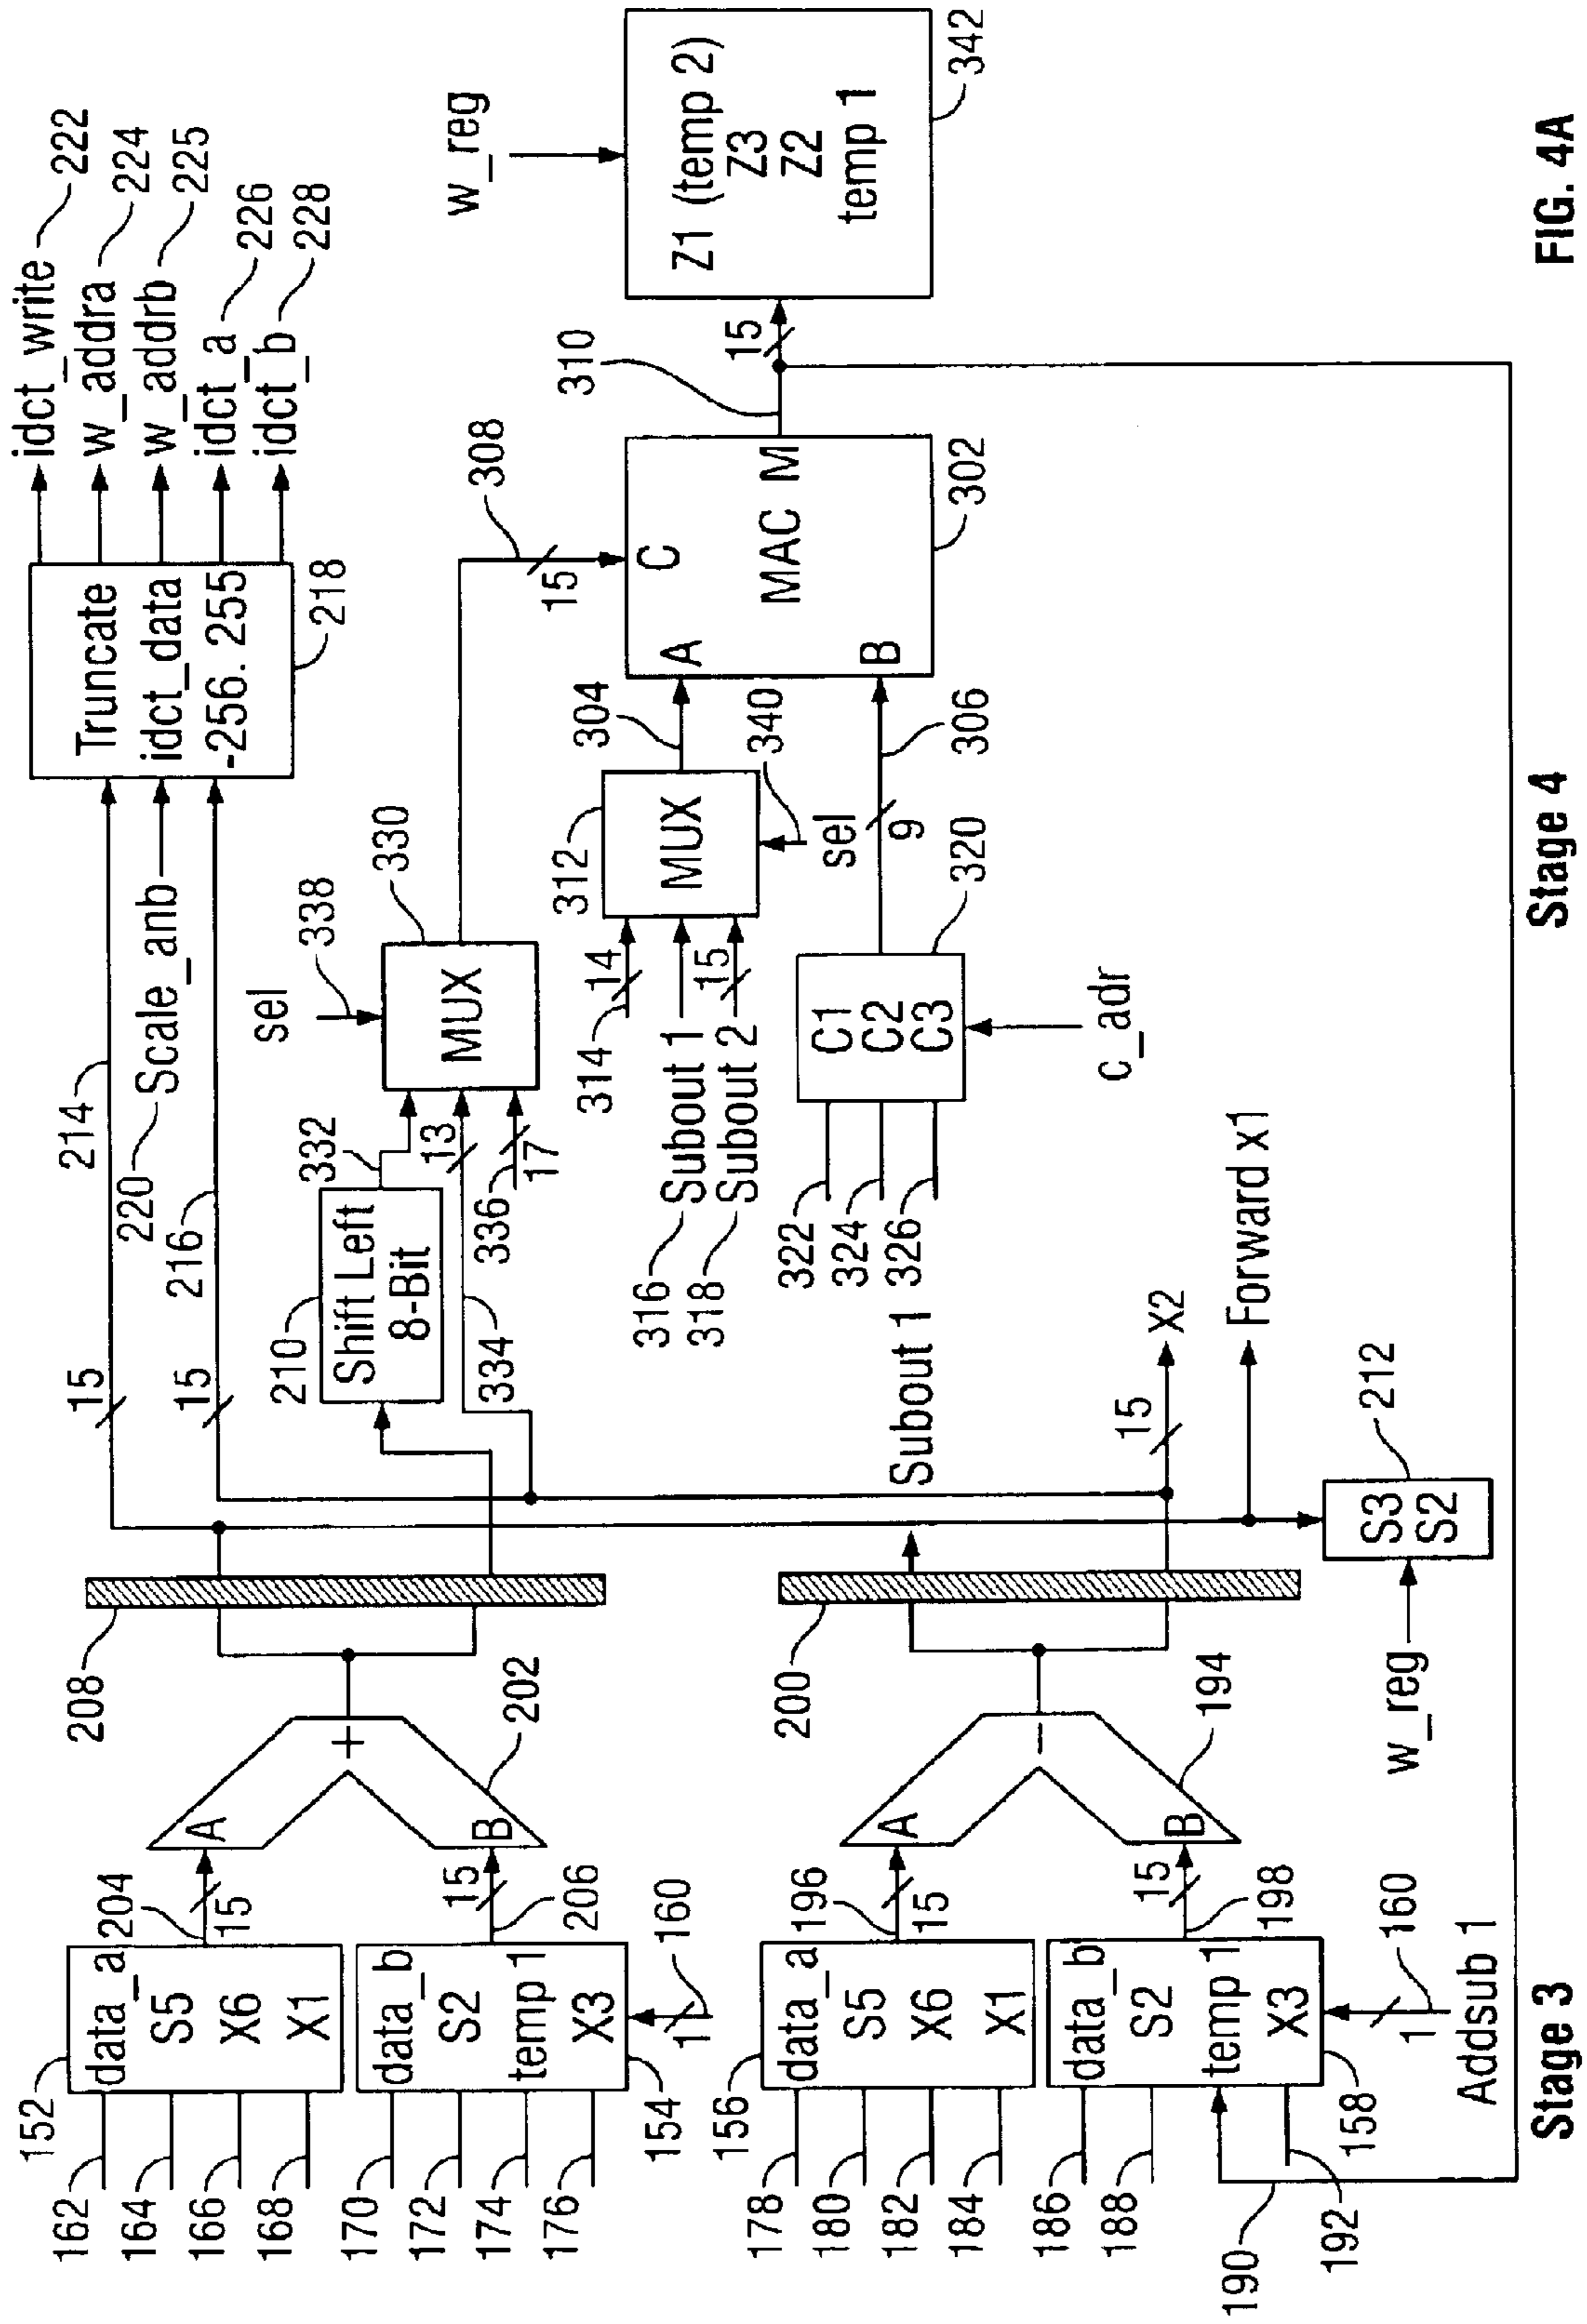 152
data_a
S5
X6
X1
162
164
166
168
204
15
data_b
S2
temp 1
X3
170
172
174
176
154
1
160
15
206
A
B
+
202
208
156
data_a
S5
X6
X1
178
180
182
184
196
15
data_b
S2
temp 1
X3
186
188
190
192
158
1
160
Addsub 1
15
198
A
B
−
194
200
Subout 1
w_reg
S3
S2
212
15
X2
Forward x1
15
214
15
216
220
Scale_anb
Truncate
idct_data
-256. 255
218
idct_write
222
w_addra
224
w_addrb
225
idct_a
226
idct_b
228
210
Shift Left
8-Bit
332
334
13
336
17
sel
338
MUX
330
314
14
316
Subout 1
318
Subout 2
15
312
MUX
sel
340
304
322
324
326
C1
C2
C3
320
c_adr
9
306
308
15
A
B
C
MAC
M
302
310
15
w_reg
Z1 (temp 2)
Z3
Z2
temp 1
342
Stage 3
Stage 4
FIG. 4A